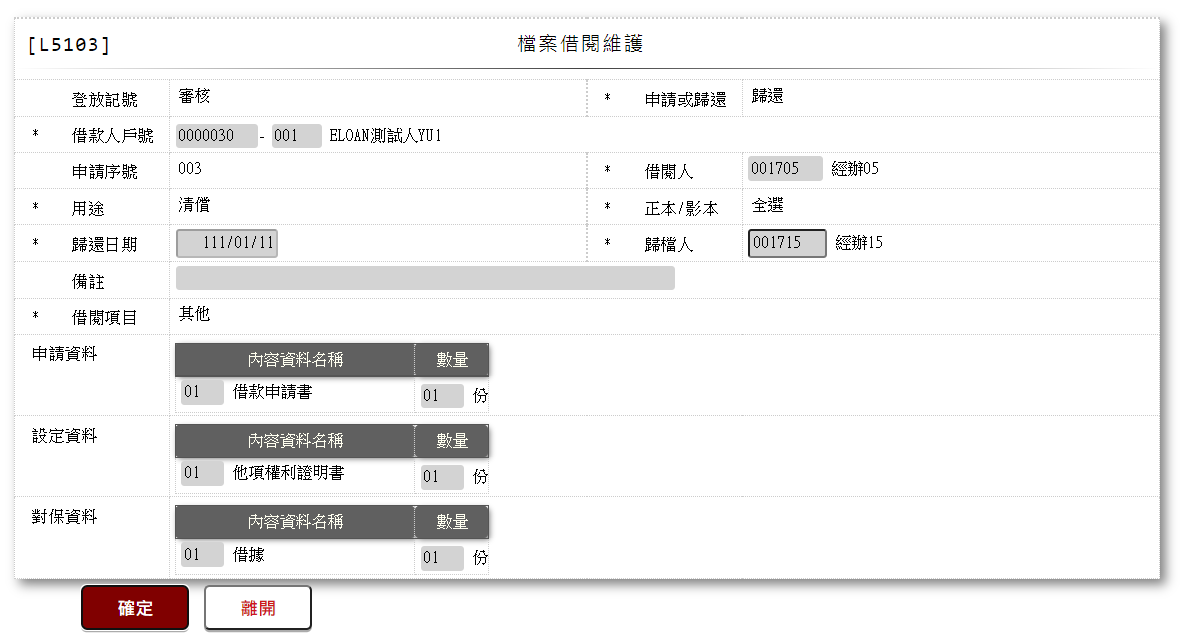 [L5103] 檔案借閱維護
登放記號 審核 * 申請或歸還 歸還
* 借款人戶號 0000030 - 001 ELOAN測試人YU1
申請序號 003 * 借閱人 001705 經辦05
* 用途 清償 * 正本/影本 全選
* 歸還日期 111/01/11 * 歸檔人 001715 經辦15
備註
* 借閱項目 其他
申請資料 內容資料名稱 數量
01 借款申請書 01 份
設定資料 內容資料名稱 數量
01 他項權利證明書 01 份
對保資料 內容資料名稱 數量
01 借據 01 份
確定 離開